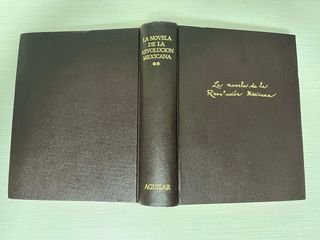 LA NOVELA
DE LA
REVOLUCION
MEXICANA
**
AGUILAR
La novela de la
Revolución Mexicana